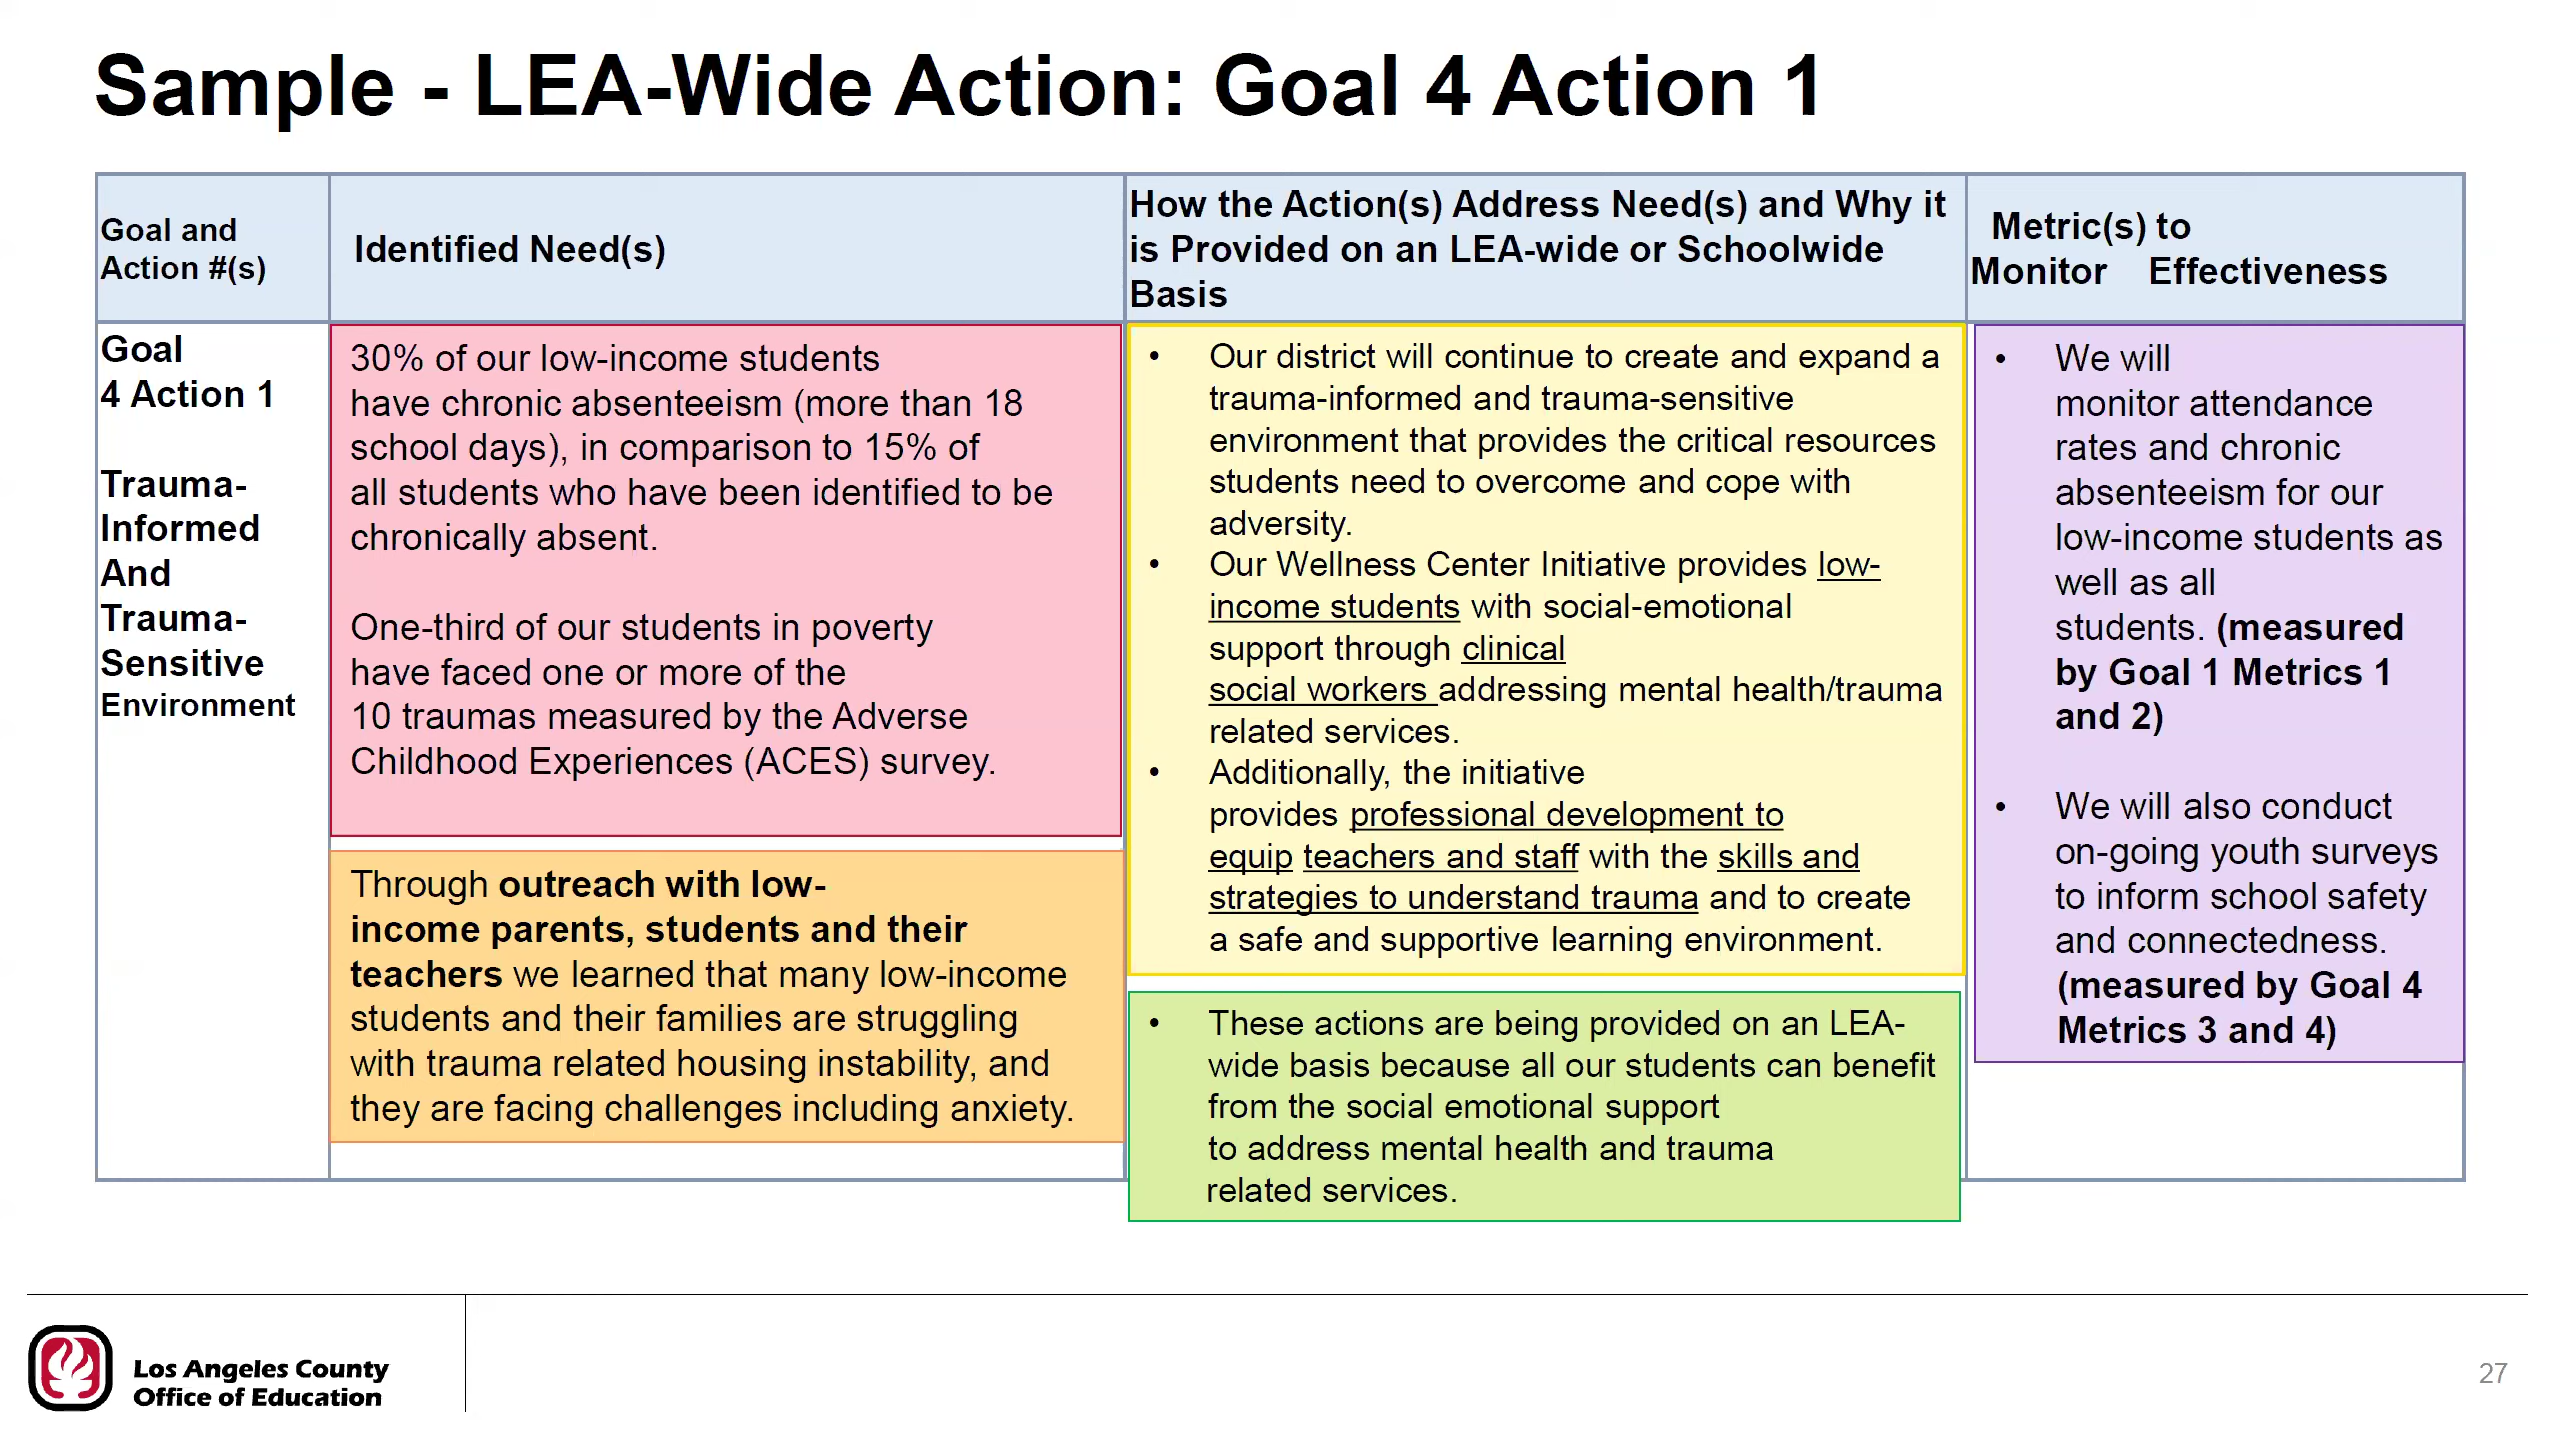 Sample - LEA-Wide Action: Goal 4 Action 1
Goal and
Action #(s)
Identified Need(s)
How the Action(s) Address Need(s) and Why it
is Provided on an LEA-wide or Schoolwide
Basis
Metric(s) to
Monitor Effectiveness
Goal
4 Action 1
Trauma-
Informed
And
Trauma-
Sensitive
Environment
30% of our low-income students
have chronic absenteeism (more than 18
school days), in comparison to 15% of
all students who have been identified to be
chronically absent.
One-third of our students in poverty
have faced one or more of the
10 traumas measured by the Adverse
Childhood Experiences (ACES) survey.
Through outreach with low-
income parents, students and their
teachers we learned that many low-income
students and their families are struggling
with trauma related housing instability, and
they are facing challenges including anxiety.
• Our district will continue to create and expand a
trauma-informed and trauma-sensitive
environment that provides the critical resources
students need to overcome and cope with
adversity.
• Our Wellness Center Initiative provides low-
income students with social-emotional
support through clinical
social workers addressing mental health/trauma
related services.
• Additionally, the initiative
provides professional development to
equip teachers and staff with the skills and
strategies to understand trauma and to create
a safe and supportive learning environment.
• These actions are being provided on an LEA-
wide basis because all our students can benefit
from the social emotional support
to address mental health and trauma
related services.
• We will
monitor attendance
rates and chronic
absenteeism for our
low-income students as
well as all
students. (measured
by Goal 1 Metrics 1
and 2)
• We will also conduct
on-going youth surveys
to inform school safety
and connectedness.
(measured by Goal 4
Metrics 3 and 4)
Los Angeles County
Office of Education
27